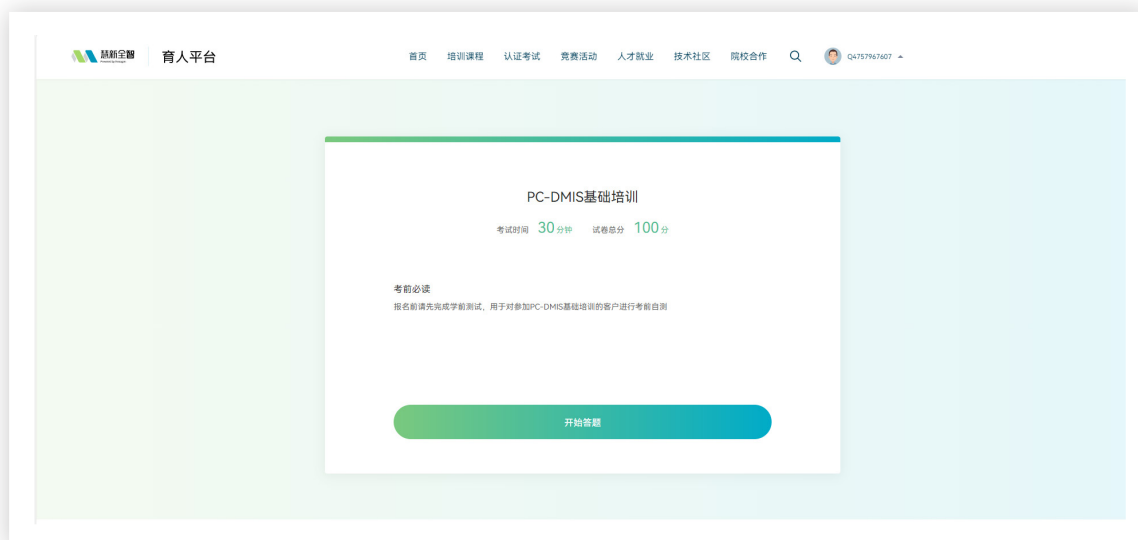 慧新全智
育人平台
首页 培训课程 认证考试 竞赛活动 人才就业 技术社区 院校合作 Q4757967607
PC-DMIS基础培训
考试时间 30分钟 试卷总分 100分
考前必读
报名前请先完成学前测试，用于对参加PC-DMIS基础培训的客户进行考前自测
开始答题